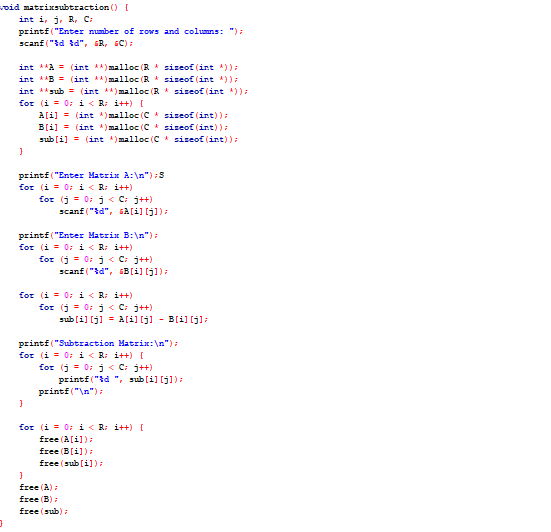 void matrixsubtraction() {
    int i, j, R, C;
    printf("Enter number of rows and columns: ");
    scanf("%d %d", &R, &C);

    int **A = (int **)malloc(R * sizeof(int *));
    int **B = (int **)malloc(R * sizeof(int *));
    int **sub = (int **)malloc(R * sizeof(int *));
    for (i = 0; i < R; i++) {
        A[i] = (int *)malloc(C * sizeof(int));
        B[i] = (int *)malloc(C * sizeof(int));
        sub[i] = (int *)malloc(C * sizeof(int));
    }

    printf("Enter Matrix A:\n");S
    for (i = 0; i < R; i++)
        for (j = 0; j < C; j++)
            scanf("%d", &A[i][j]);

    printf("Enter Matrix B:\n");
    for (i = 0; i < R; i++)
        for (j = 0; j < C; j++)
            scanf("%d", &B[i][j]);

    for (i = 0; i < R; i++)
        for (j = 0; j < C; j++)
            sub[i][j] = A[i][j] - B[i][j];

    printf("Subtraction Matrix:\n");
    for (i = 0; i < R; i++) {
        for (j = 0; j < C; j++)
            printf("%d ", sub[i][j]);
        printf("\n");
    }

    for (i = 0; i < R; i++) {
        free(A[i]);
        free(B[i]);
        free(sub[i]);
    }
    free(A);
    free(B);
    free(sub);
}